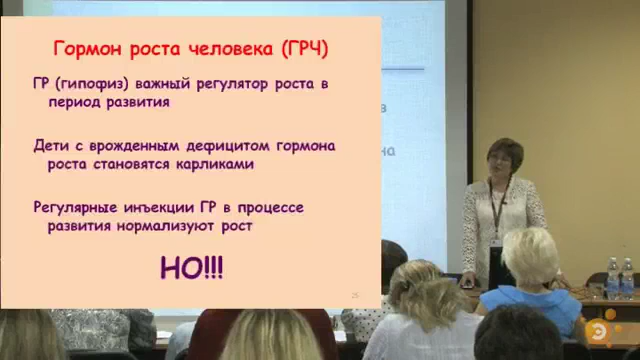 Гормон роста человека (ГРЧ)
ГР (гипофиз) важный регулятор роста в
период развития
Дети с врожденным дефицитом гормона
роста становятся карликами
Регулярные инъекции ГР в процессе
развития нормализуют рост
НО!!!
в
на
Э